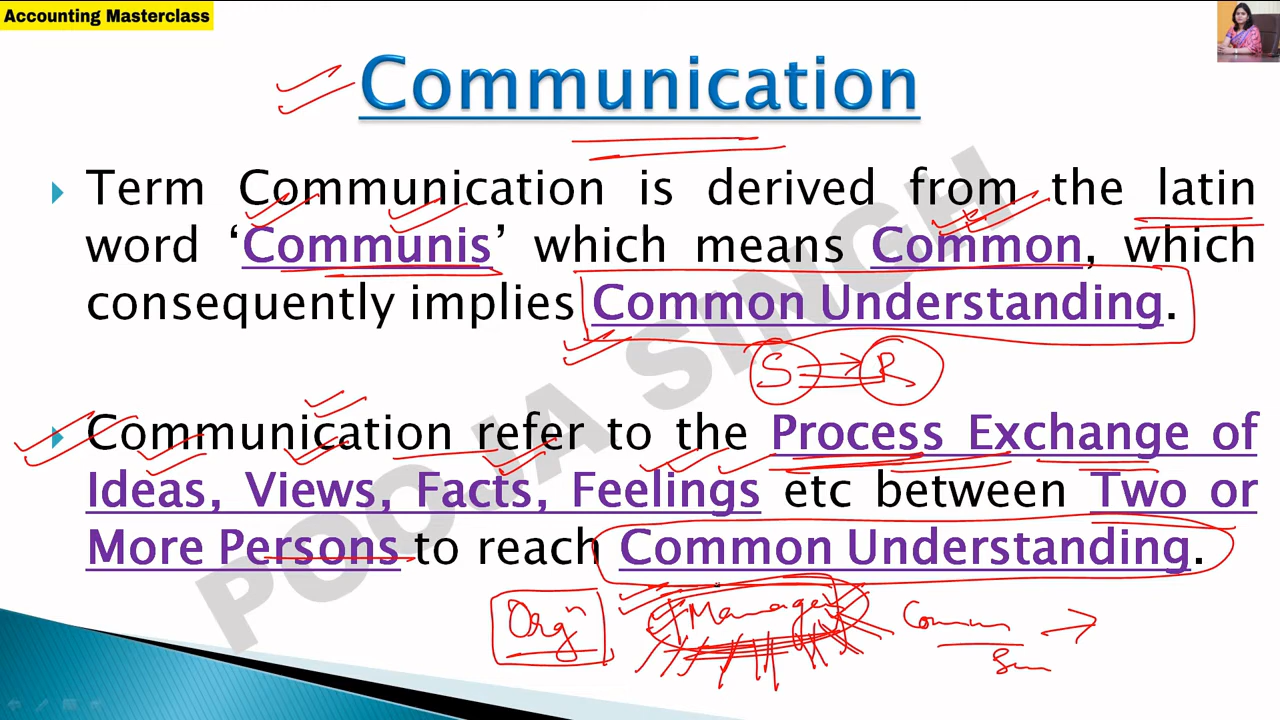 Accounting Masterclass
Communication
Term Communication is derived from the latin
word ‘Communis’ which means Common, which
consequently implies Common Understanding.
S R
Communication refer to the Process Exchange of
Ideas, Views, Facts, Feelings etc between Two or
More Persons to reach Common Understanding.
Orgn Manager
POOJA SINGH